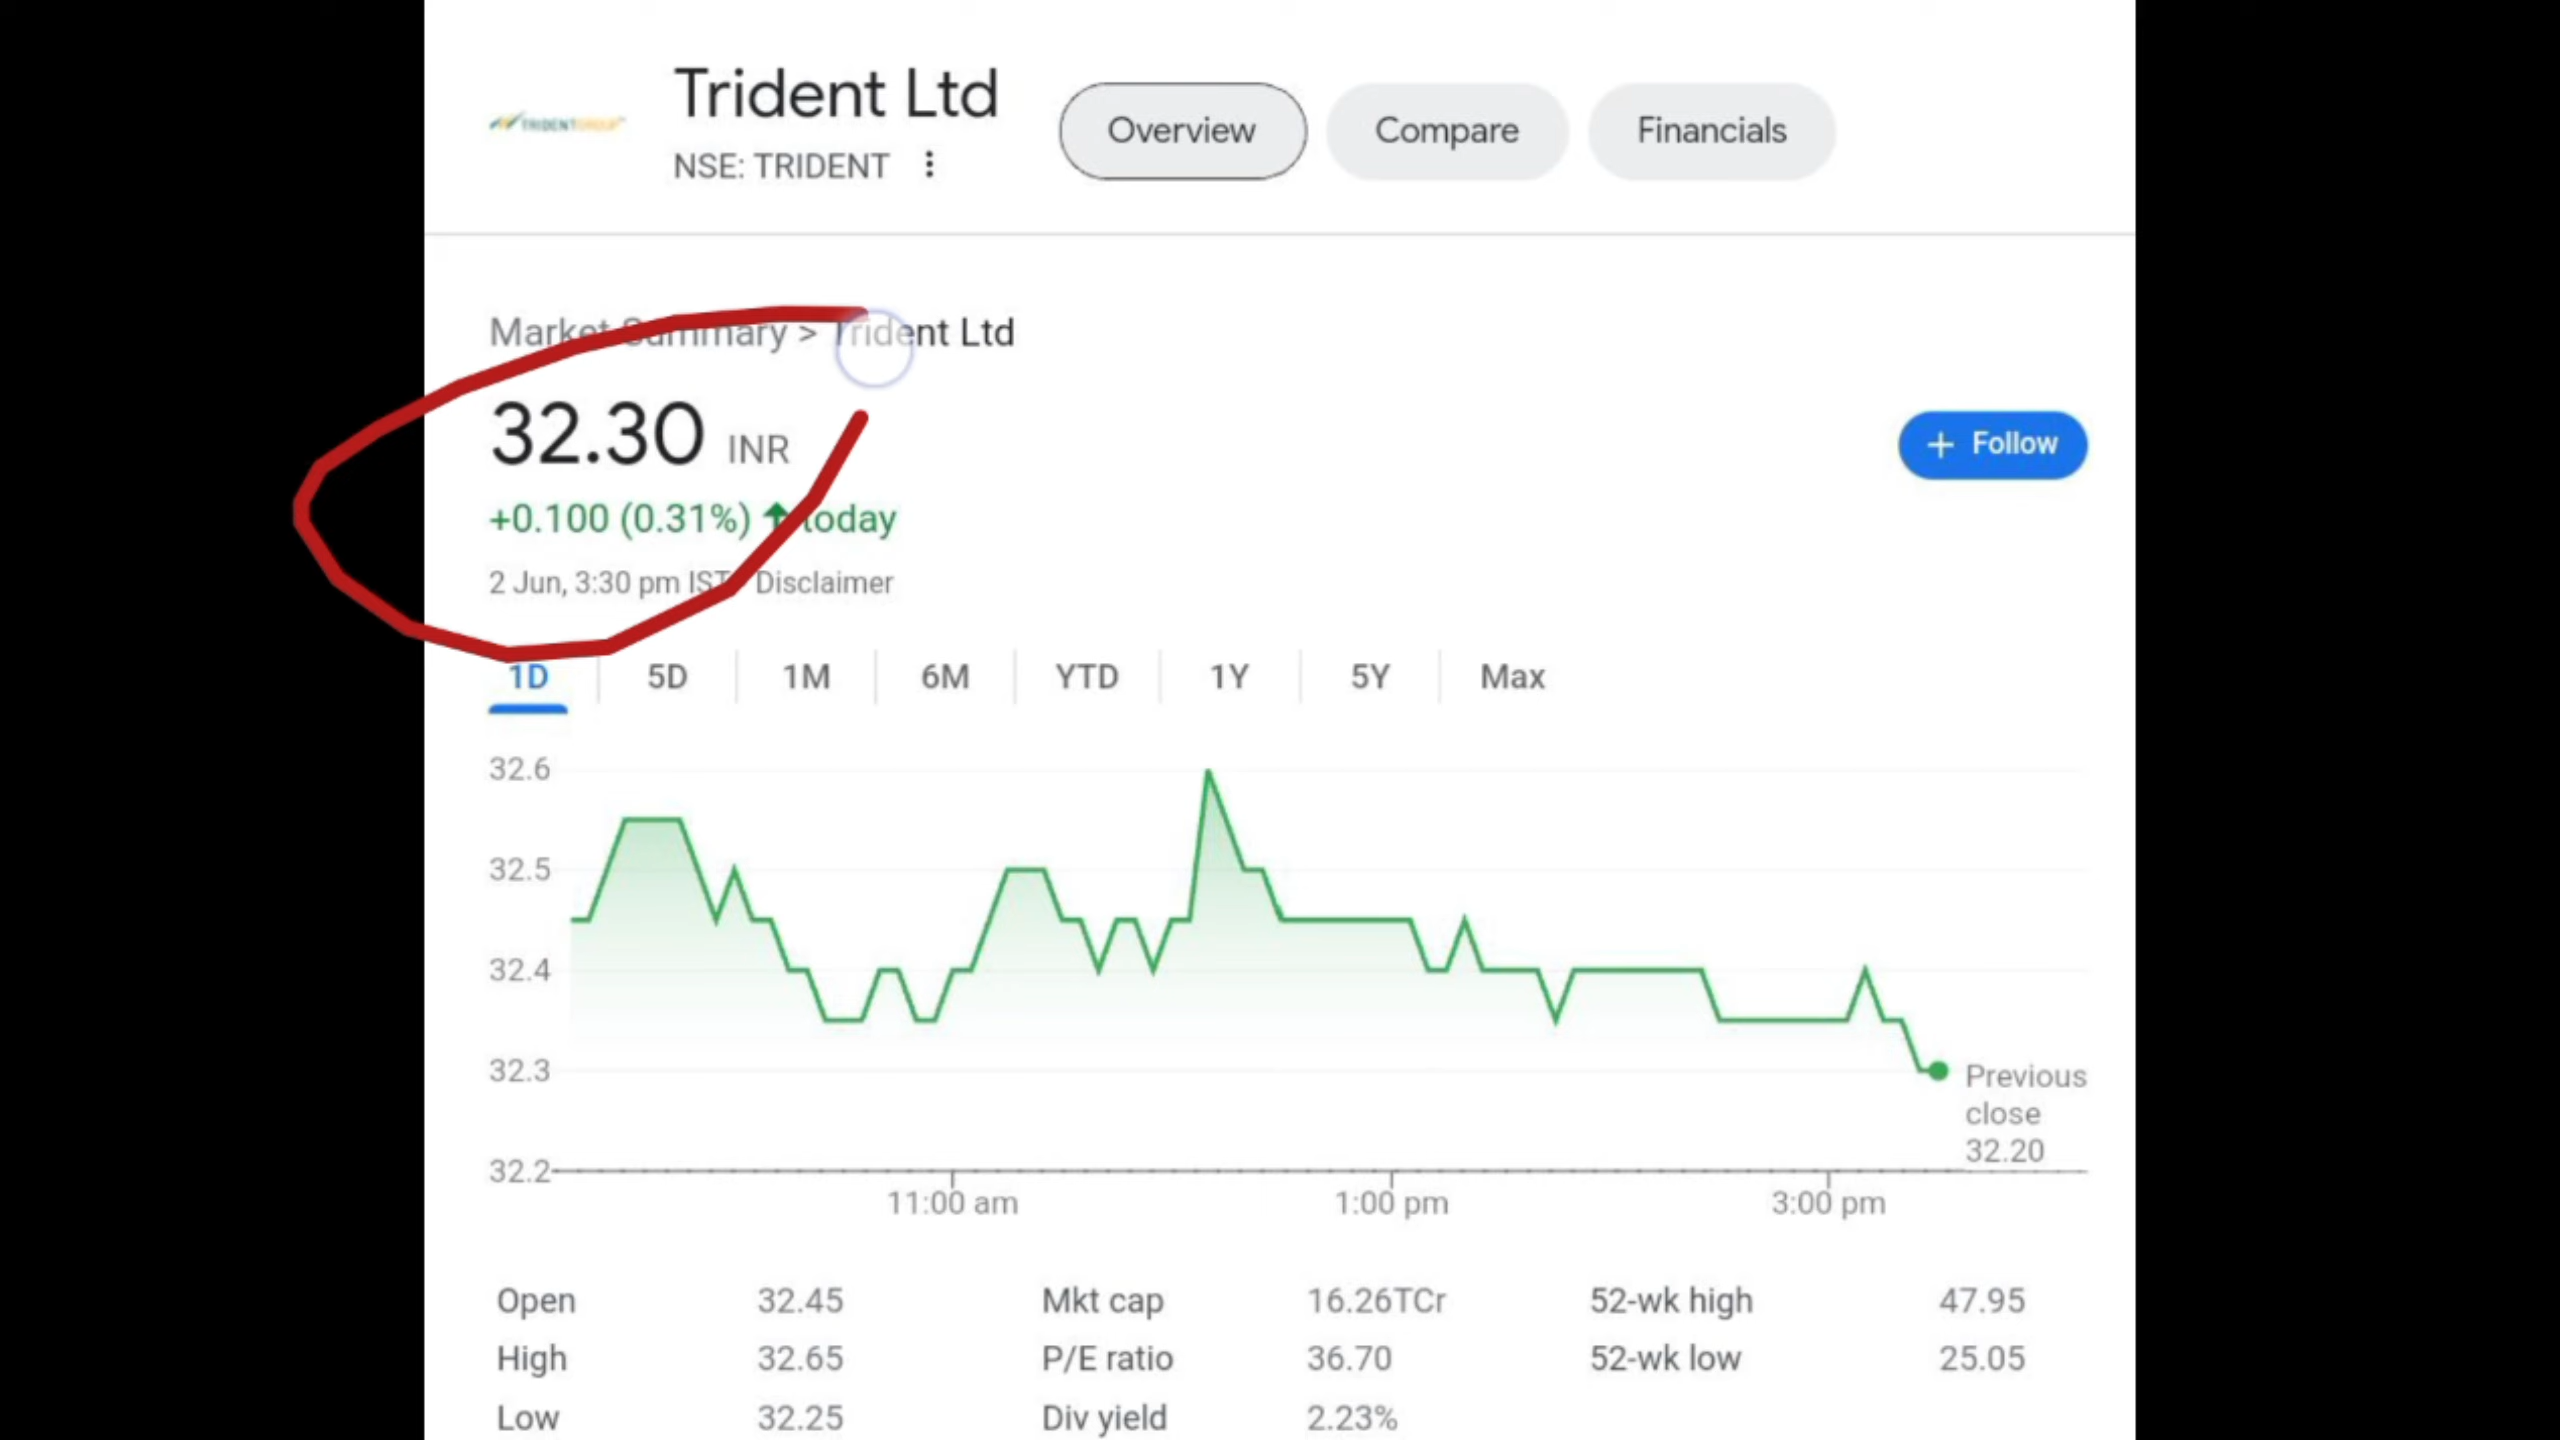 TRIDENTGROUP
Trident Ltd
NSE: TRIDENT
Overview
Compare
Financials
Market Summary > Trident Ltd
32.30 INR
+ Follow
+0.100 (0.31%) today
2 Jun, 3:30 pm IST Disclaimer
1D 5D 1M 6M YTD 1Y 5Y Max
32.6
32.5
32.4
32.3
32.2
Previous
close
32.20
11:00 am 1:00 pm 3:00 pm
Open 32.45 Mkt cap 16.26TCr 52-wk high 47.95
High 32.65 P/E ratio 36.70 52-wk low 25.05
Low 32.25 Div yield 2.23%